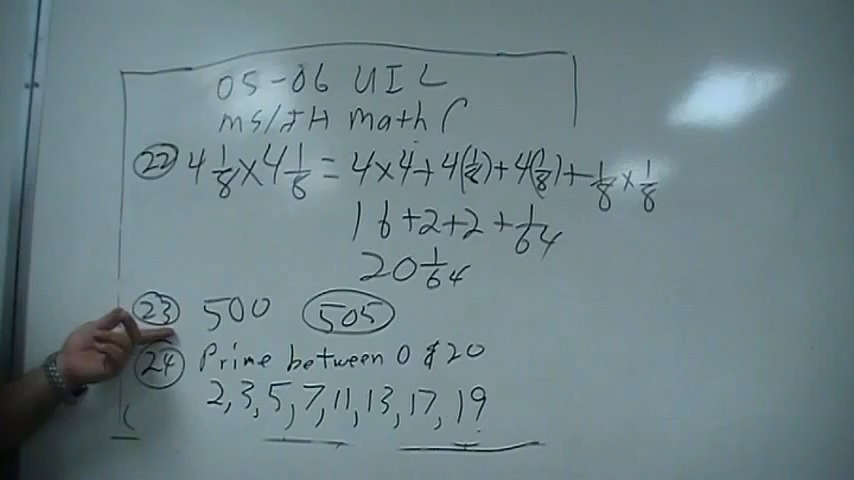 05-06 UIL
MS/JH Math C
22 4 1/8 × 4 1/8 = 4×4 + 4(1/2) + 4(1/8) + 1/8 × 1/8
16+2+2+1/64
20 1/64
23 500 505
24 Prime between 0 & 20
2,3,5,7,11,13,17,19